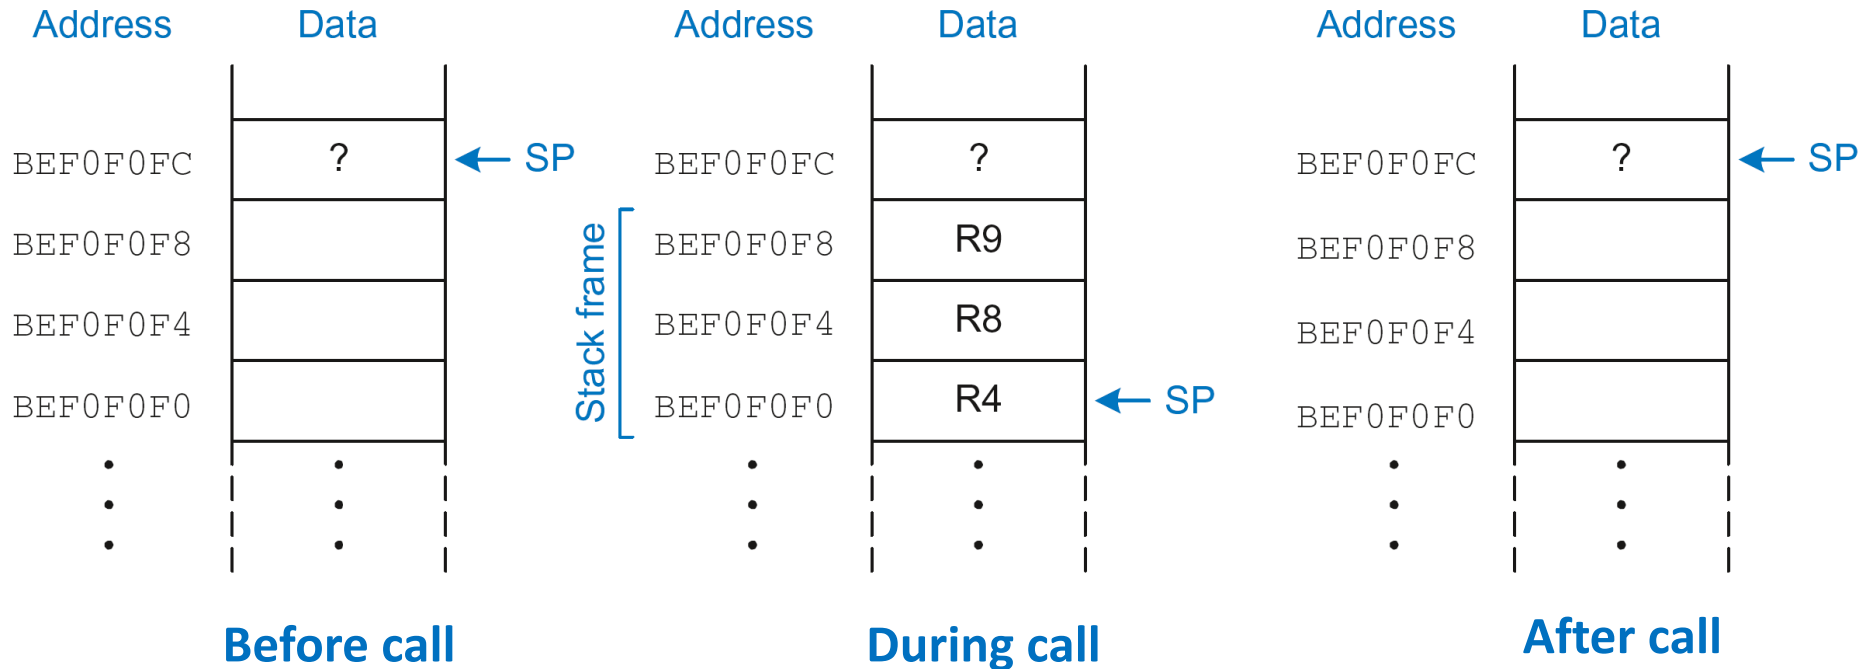 Address Data Address Data Address Data
BEF0F0FC ? SP BEF0F0FC ? BEF0F0FC ? SP
BEF0F0F8 BEF0F0F8 R9 BEF0F0F8
Stack frame
BEF0F0F4 BEF0F0F4 R8 BEF0F0F4
BEF0F0F0 BEF0F0F0 R4 SP BEF0F0F0
Before call During call After call